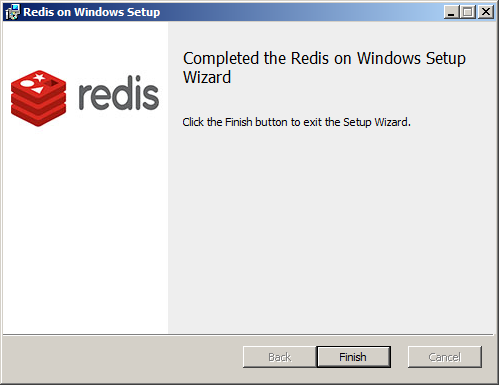 Redis on Windows Setup
redis
Completed the Redis on Windows Setup
Wizard
Click the Finish button to exit the Setup Wizard.
Back
Finish
Cancel